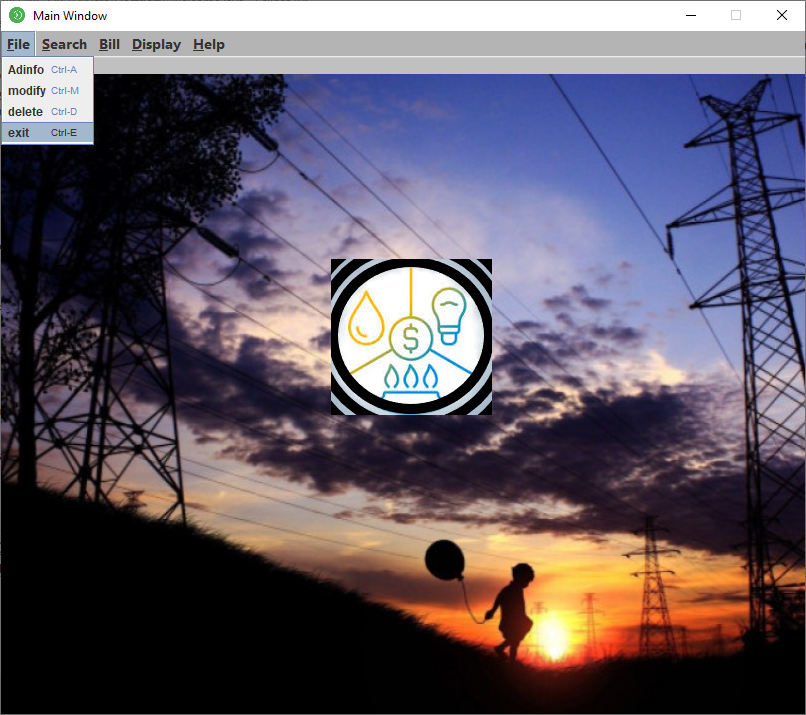 Main Window
File Search Bill Display Help
Adinfo Ctrl-A
modify Ctrl-M
delete Ctrl-D
exit Ctrl-E
$